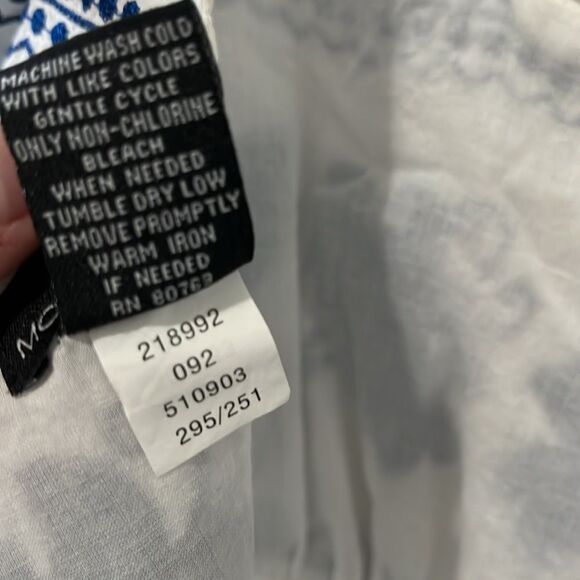 MACHINE WASH COLD
WITH LIKE COLORS
GENTLE CYCLE
ONLY NON-CHLORINE
BLEACH
WHEN NEEDED
TUMBLE DRY LOW
REMOVE PROMPTLY
WARM IRON
IF NEEDED
RN 80763
MC
218992
092
510903
295/251